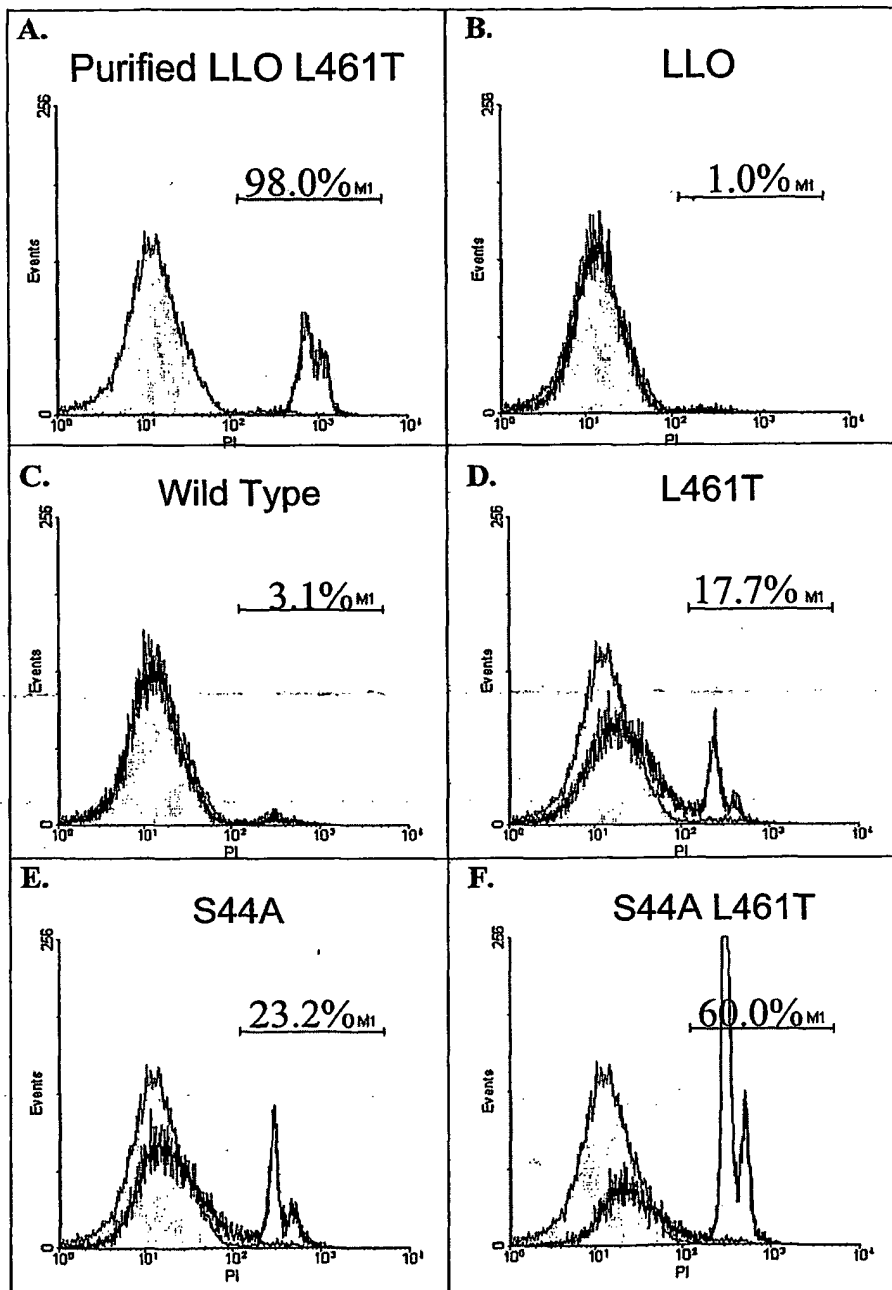 A.
Purified LLO L461T
256
98.0% M1
Events
0
10⁰ 10¹ 10² 10³ 10⁴
PI
B.
LLO
256
1.0% M1
Events
0
10⁰ 10¹ 10² 10³ 10⁴
PI
C.
Wild Type
256
3.1% M1
Events
0
10⁰ 10¹ 10² 10³ 10⁴
PI
D.
L461T
256
17.7% M1
Events
0
10⁰ 10¹ 10² 10³ 10⁴
PI
E.
S44A
256
23.2% M1
Events
0
10⁰ 10¹ 10² 10³ 10⁴
PI
F.
S44A L461T
256
60.0% M1
Events
0
10⁰ 10¹ 10² 10³ 10⁴
PI